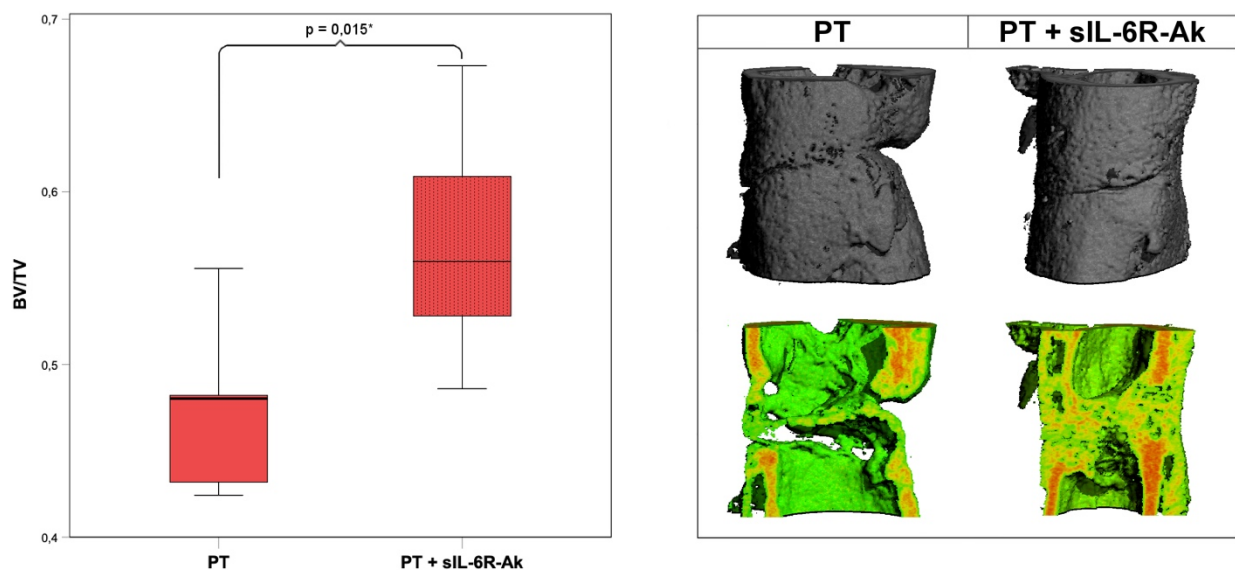 0,7
p = 0,015*
0,6
0,5
0,4
BV/TV
PT
PT + sIL-6R-Ak
PT
PT + sIL-6R-Ak